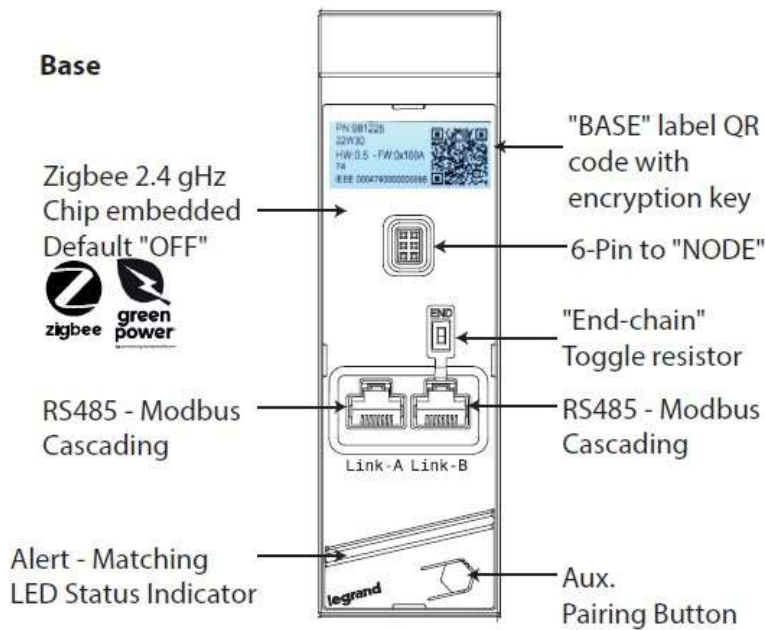 Base
PN:981225
22W30
HW:0.5 - FW:0x100A
74
"BASE" label QR
code with
encryption key
Zigbee 2.4 gHz
Chip embedded
Default "OFF"
6-Pin to "NODE"
zigbee
green
power
END
"End-chain"
Toggle resistor
RS485 - Modbus
Cascading
RS485 - Modbus
Cascading
Link-A Link-B
Alert - Matching
LED Status Indicator
legrand
Aux.
Pairing Button